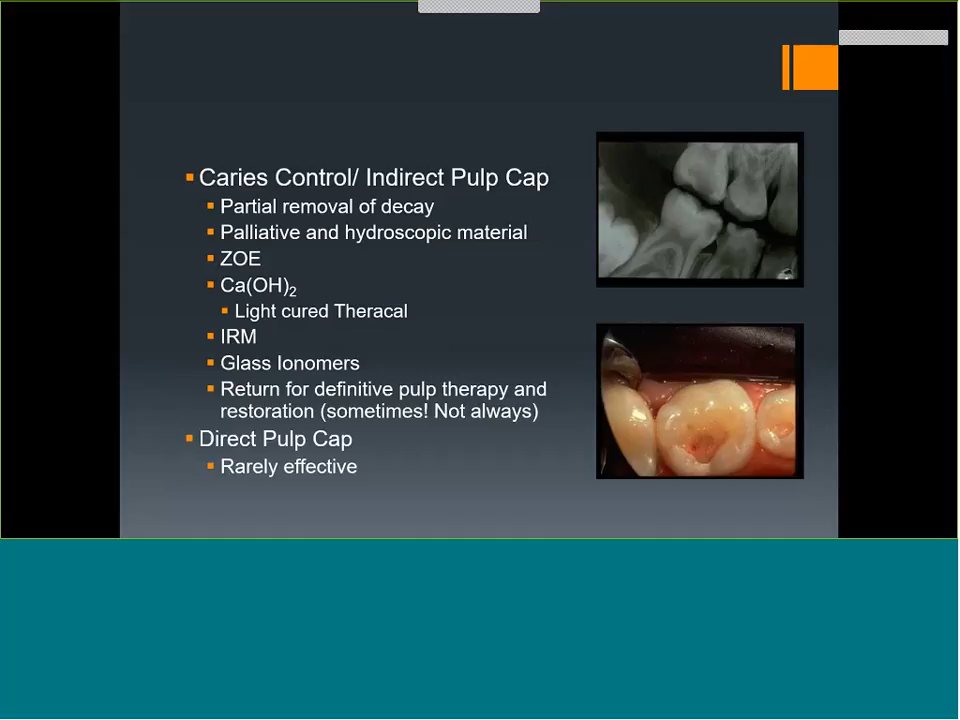 Caries Control/ Indirect Pulp Cap
Partial removal of decay
Palliative and hydroscopic material
ZOE
Ca(OH)₂
Light cured Theracal
IRM
Glass Ionomers
Return for definitive pulp therapy and
restoration (sometimes! Not always)
Direct Pulp Cap
Rarely effective